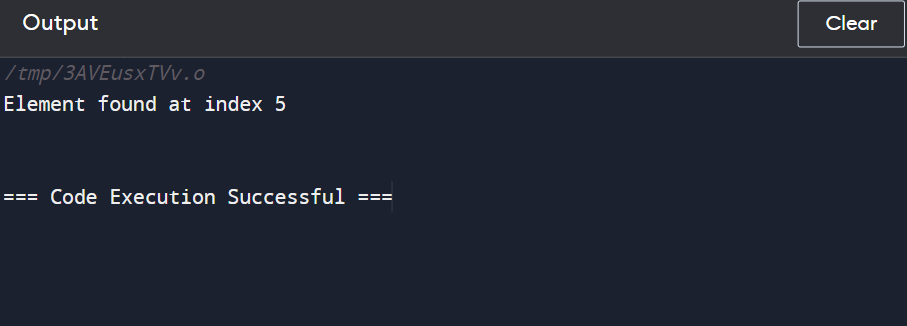 Output
Clear
/tmp/3AVEusxTVv.o
Element found at index 5
=== Code Execution Successful ===